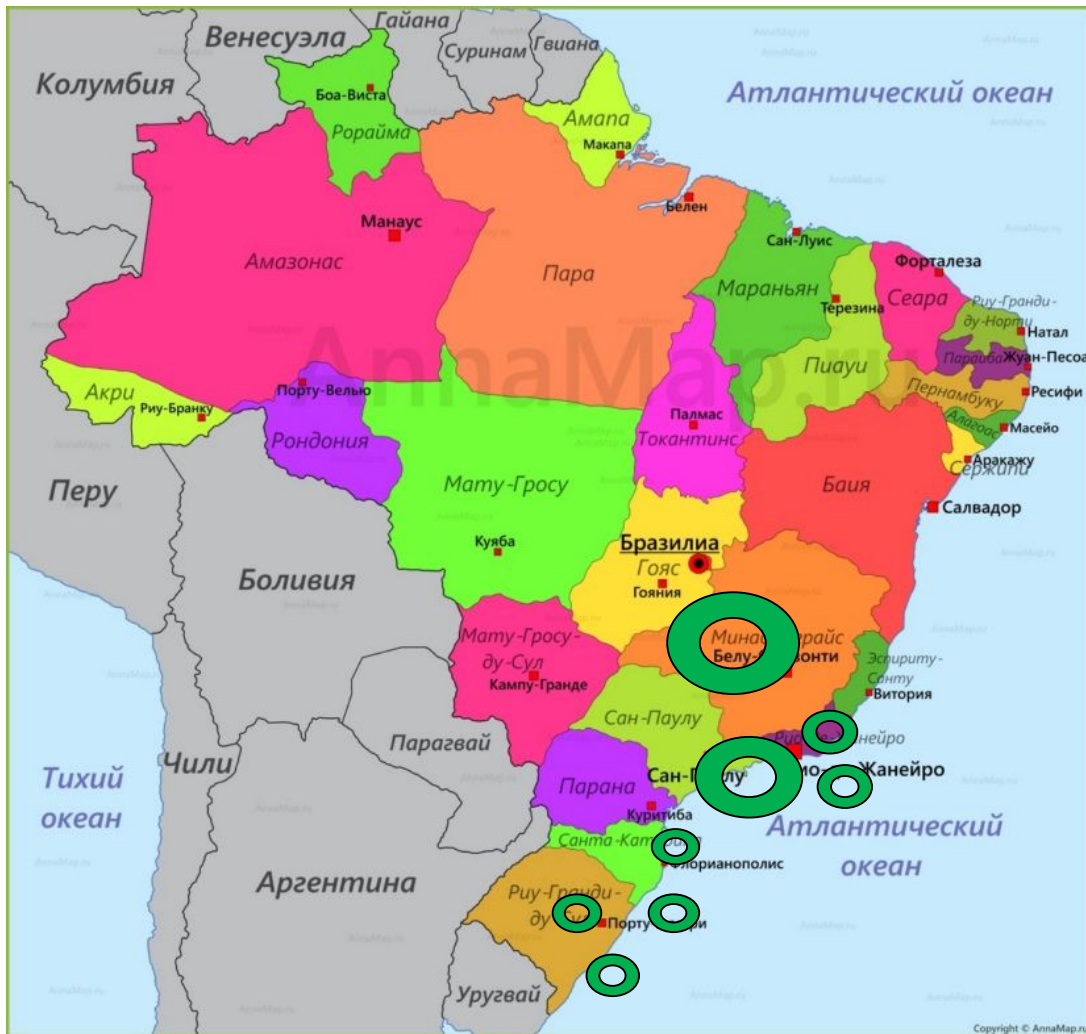 Гайана
Суринам
Гвиана
Венесуэла
Колумбия
Боа-Виста
Рорайма
Амапа
Макапа
Атлантический океан
Белен
Манаус
Амазонас
Сан-Луис
Форталеза
Пара
Мараньян
Сеара
Терезина
Риу-Гранди-
ду-Норти
Натал
Параиба
Жуан-Песоа
AnnaMap.ru
Пиауи
Пернамбуку
Ресифи
Акри
Риу-Бранку
Порту-Велью
Палмас
Токантинс
Алагоас
Масейо
Рондония
Аракажу
Сержипи
Мату-Гросу
Баия
Перу
Салвадор
Бразилиа
Куяба
Гояс
Гояния
Боливия
Мату-Гросу-
ду-Сул
Кампу-Гранде
Эспириту-
Санту
Витория
Сан-Паулу
Парагвай
Чили
Тихий
океан
Парана
Куритиба
Атлантический
океан
Аргентина
Уругвай
Copyright © AnnaMap.ru